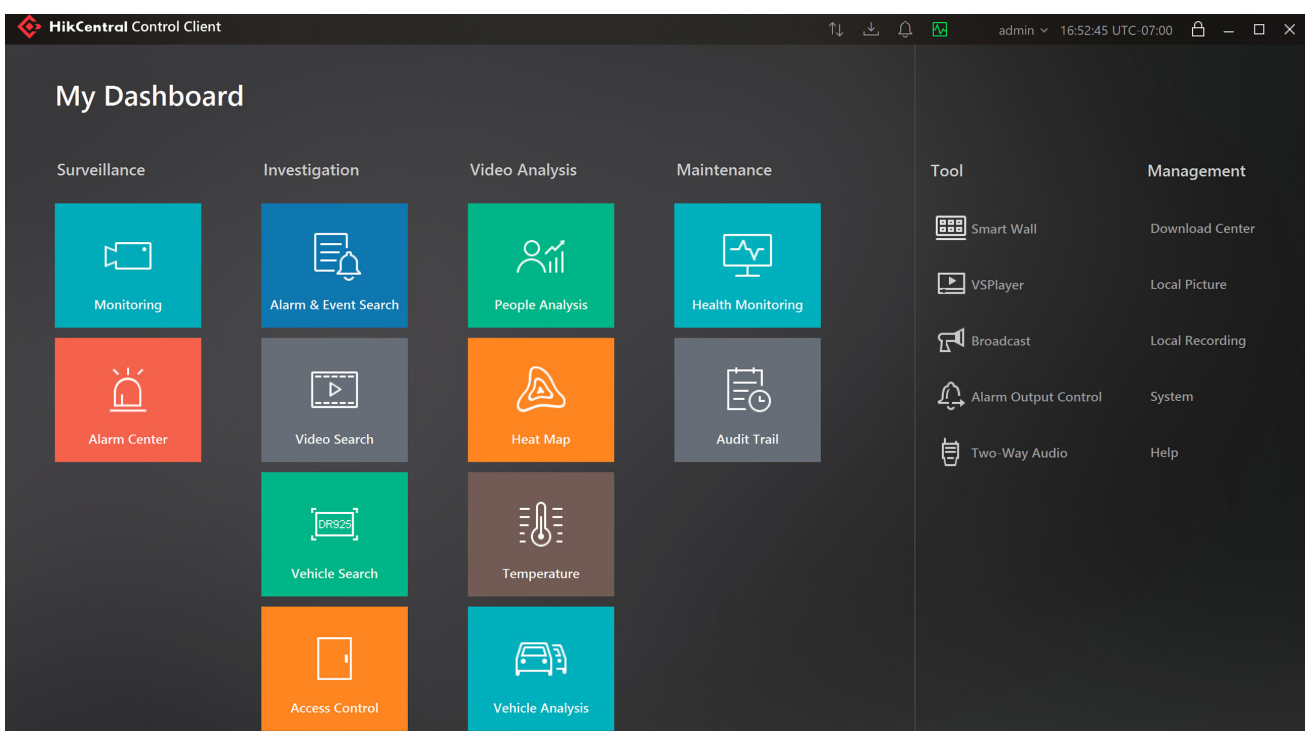 HikCentral Control Client
admin 16:52:45 UTC-07:00
My Dashboard
Surveillance
Investigation
Video Analysis
Maintenance
Tool
Management
Monitoring
Alarm & Event Search
People Analysis
Health Monitoring
Alarm Center
Video Search
Heat Map
Audit Trail
DR925
Vehicle Search
Temperature
Access Control
Vehicle Analysis
Smart Wall
Download Center
VSPlayer
Local Picture
Broadcast
Local Recording
Alarm Output Control
System
Two-Way Audio
Help